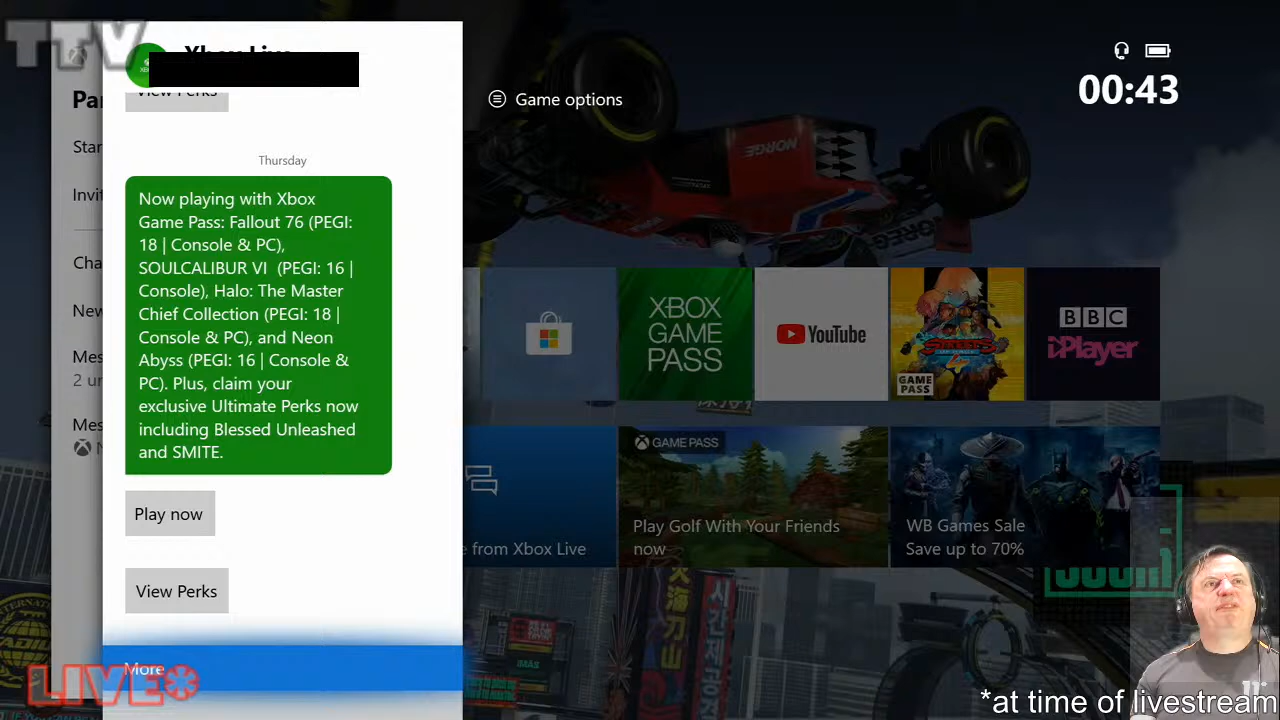 TTV
Xbox Live
View Perks
Game options
00:43
Thursday
Now playing with Xbox
Game Pass: Fallout 76 (PEGI:
18 | Console & PC),
SOULCALIBUR VI  (PEGI: 16 |
Console), Halo: The Master
Chief Collection (PEGI: 18 |
Console & PC), and Neon
Abyss (PEGI: 16 | Console &
PC). Plus, claim your
exclusive Ultimate Perks now
including Blessed Unleashed
and SMITE.
Play now
View Perks
More
NORGE
XBOX
GAME
PASS
YouTube
GAME
PASS
BBC
iPlayer
e from Xbox Live
GAME PASS
Play Golf With Your Friends
now
WB Games Sale
Save up to 70%
LIVE*
*at time of livestream